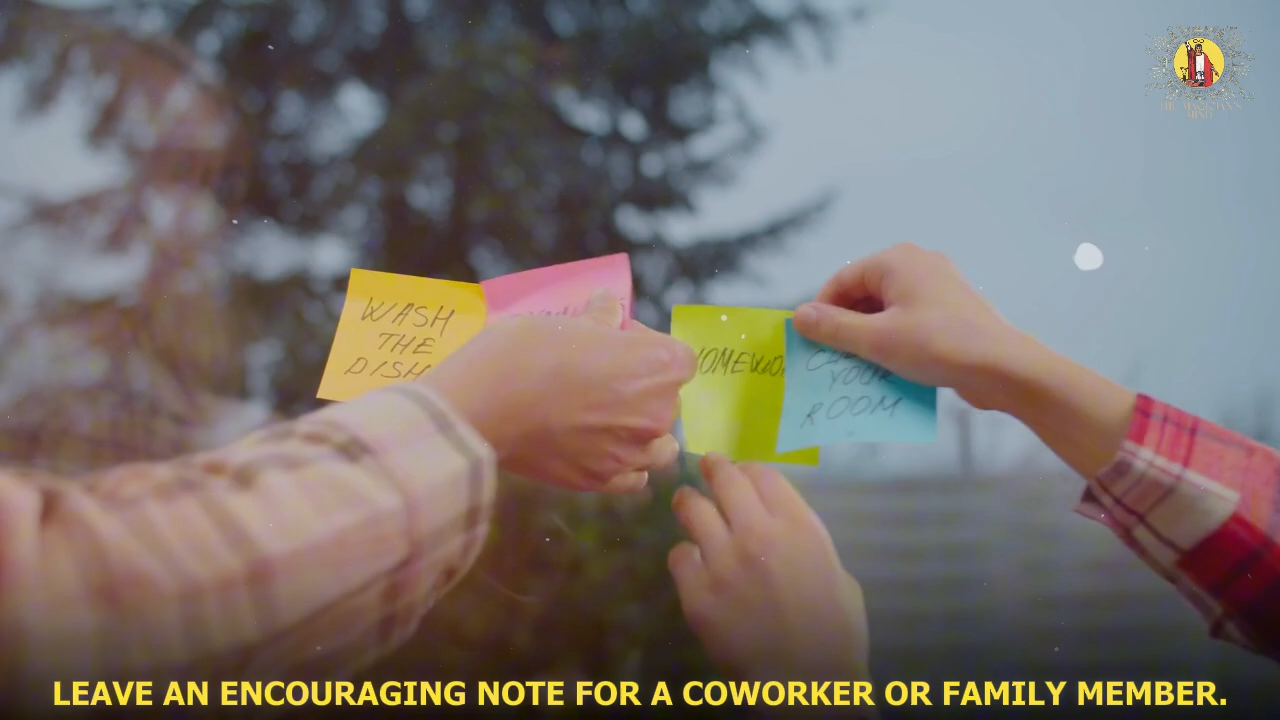 WASH
THE
DISH
HOMEWO
YOUR
ROOM
LEAVE AN ENCOURAGING NOTE FOR A COWORKER OR FAMILY MEMBER.